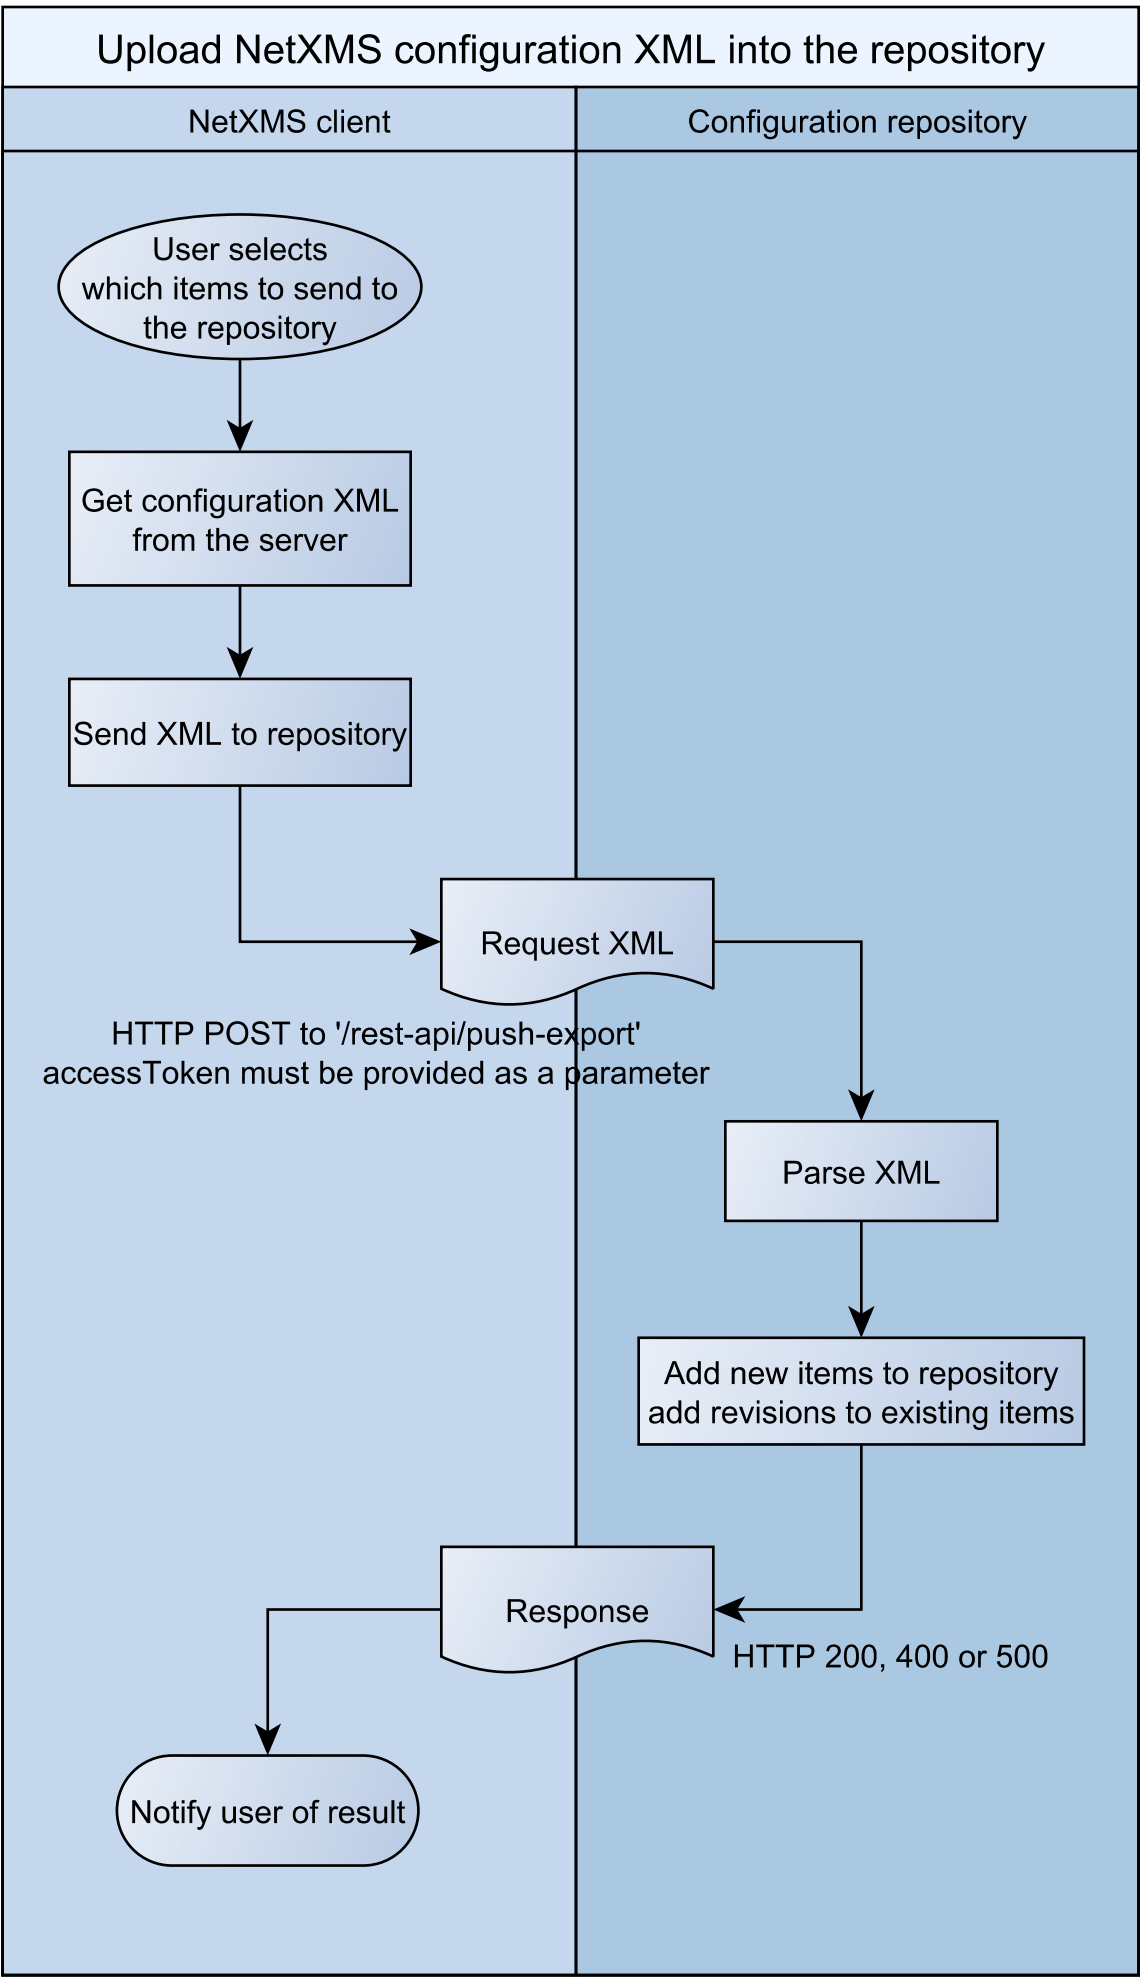 Upload NetXMS configuration XML into the repository
NetXMS client
Configuration repository
User selects
which items to send to
the repository
Get configuration XML
from the server
Send XML to repository
Request XML
HTTP POST to '/rest-api/push-export'
accessToken must be provided as a parameter
Parse XML
Add new items to repository
add revisions to existing items
Response
HTTP 200, 400 or 500
Notify user of result